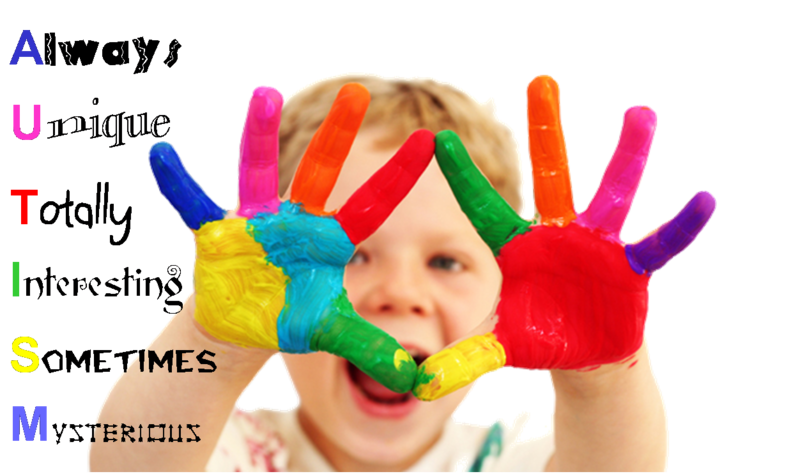 Always
Unique
Totally
Interesting
SOMETIMES
MYSTERIOUS